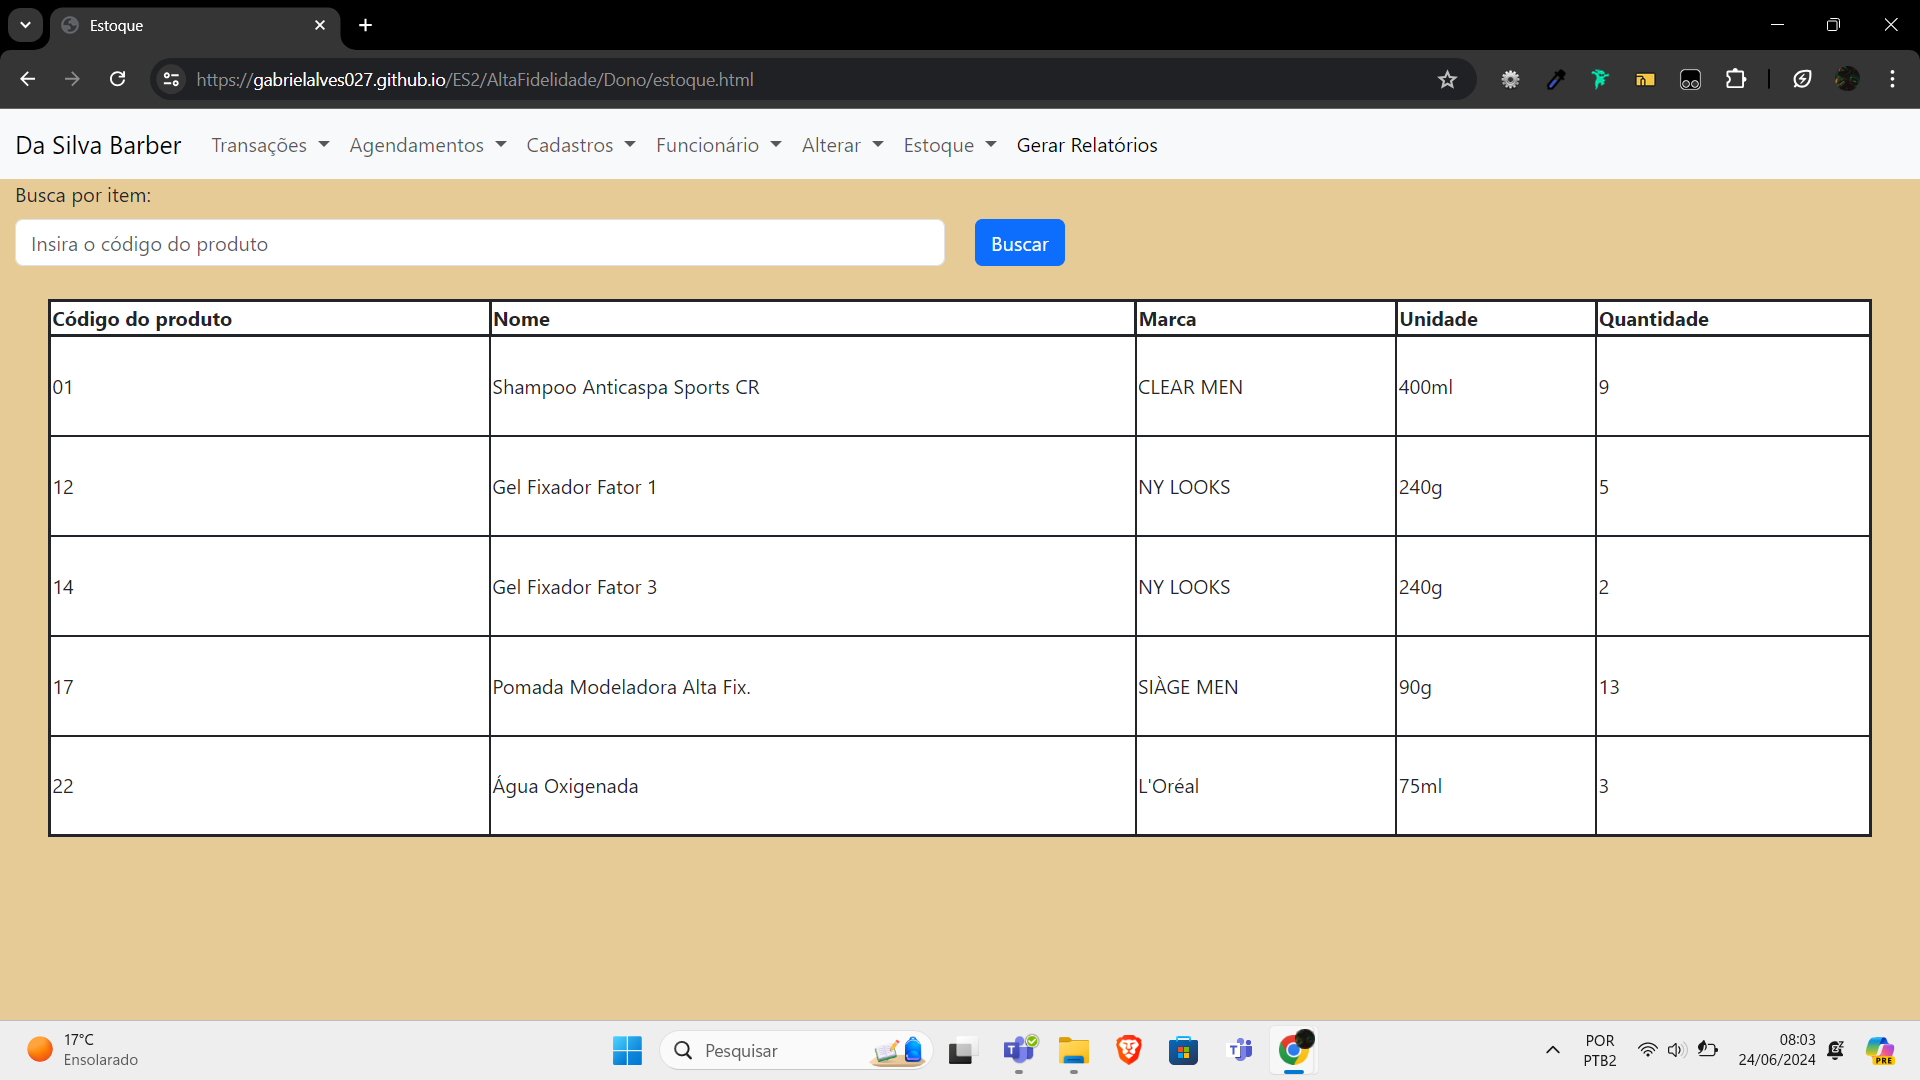 Estoque
https://gabrielalves027.github.io/ES2/AltaFidelidade/Dono/estoque.html
Da Silva Barber Transações Agendamentos Cadastros Funcionário Alterar Estoque Gerar Relatórios
Busca por item:
Insira o código do produto Buscar
Código do produto Nome Marca Unidade Quantidade
01 Shampoo Anticaspa Sports CR CLEAR MEN 400ml 9
12 Gel Fixador Fator 1 NY LOOKS 240g 5
14 Gel Fixador Fator 3 NY LOOKS 240g 2
17 Pomada Modeladora Alta Fix. SIÀGE MEN 90g 13
22 Água Oxigenada L'Oréal 75ml 3
17°C
Ensolarado
Pesquisar
POR
PTB2
08:03
24/06/2024
PRE